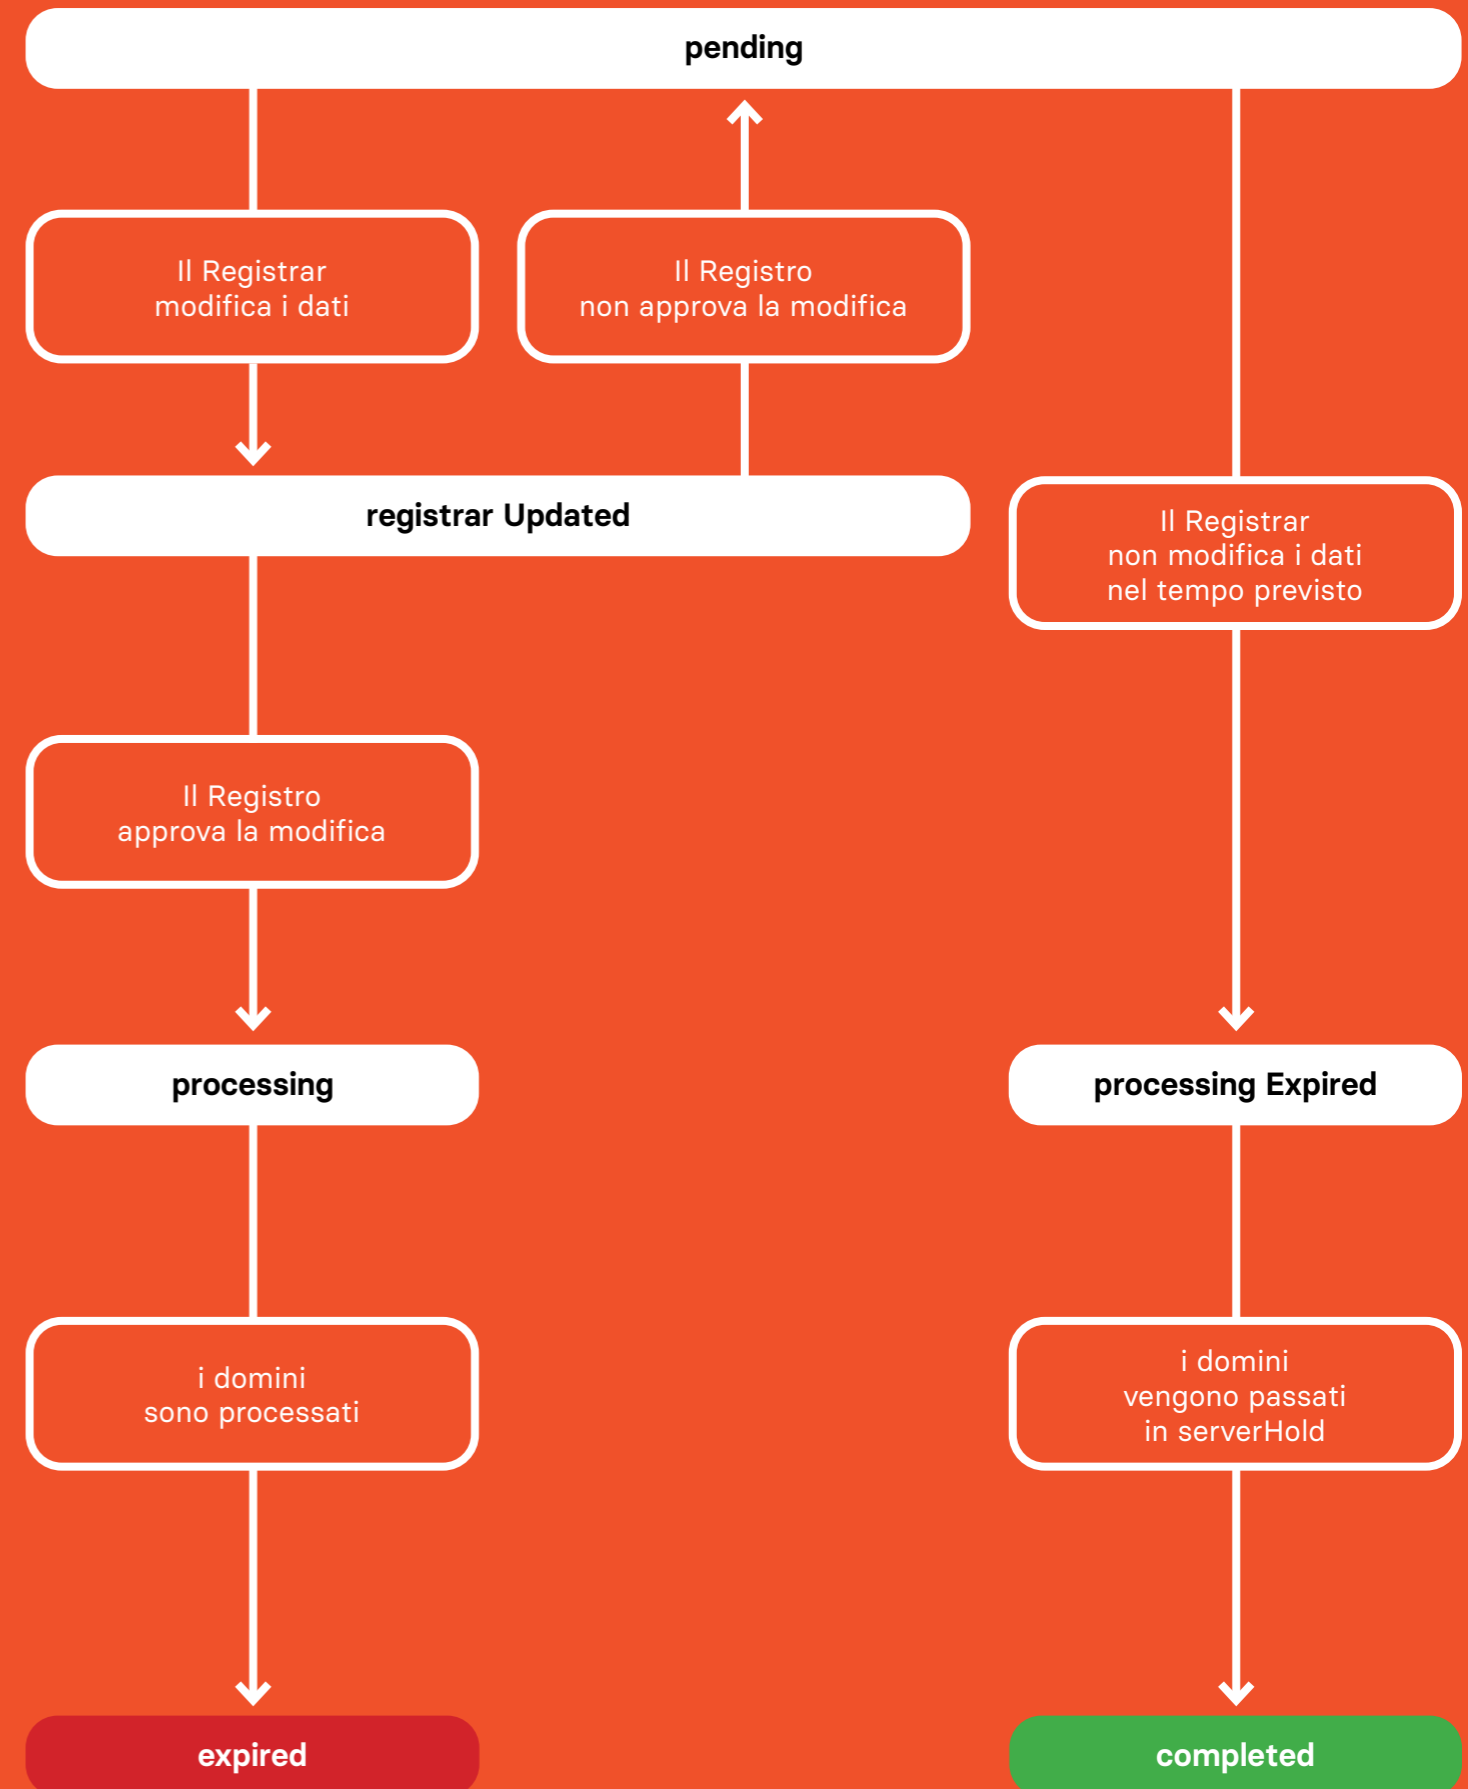 pending
Il Registrar
modifica i dati
Il Registro
non approva la modifica
registrar Updated
Il Registrar
non modifica i dati
nel tempo previsto
Il Registro
approva la modifica
processing
processing Expired
i domini
sono processati
i domini
vengono passati
in serverHold
expired
completed